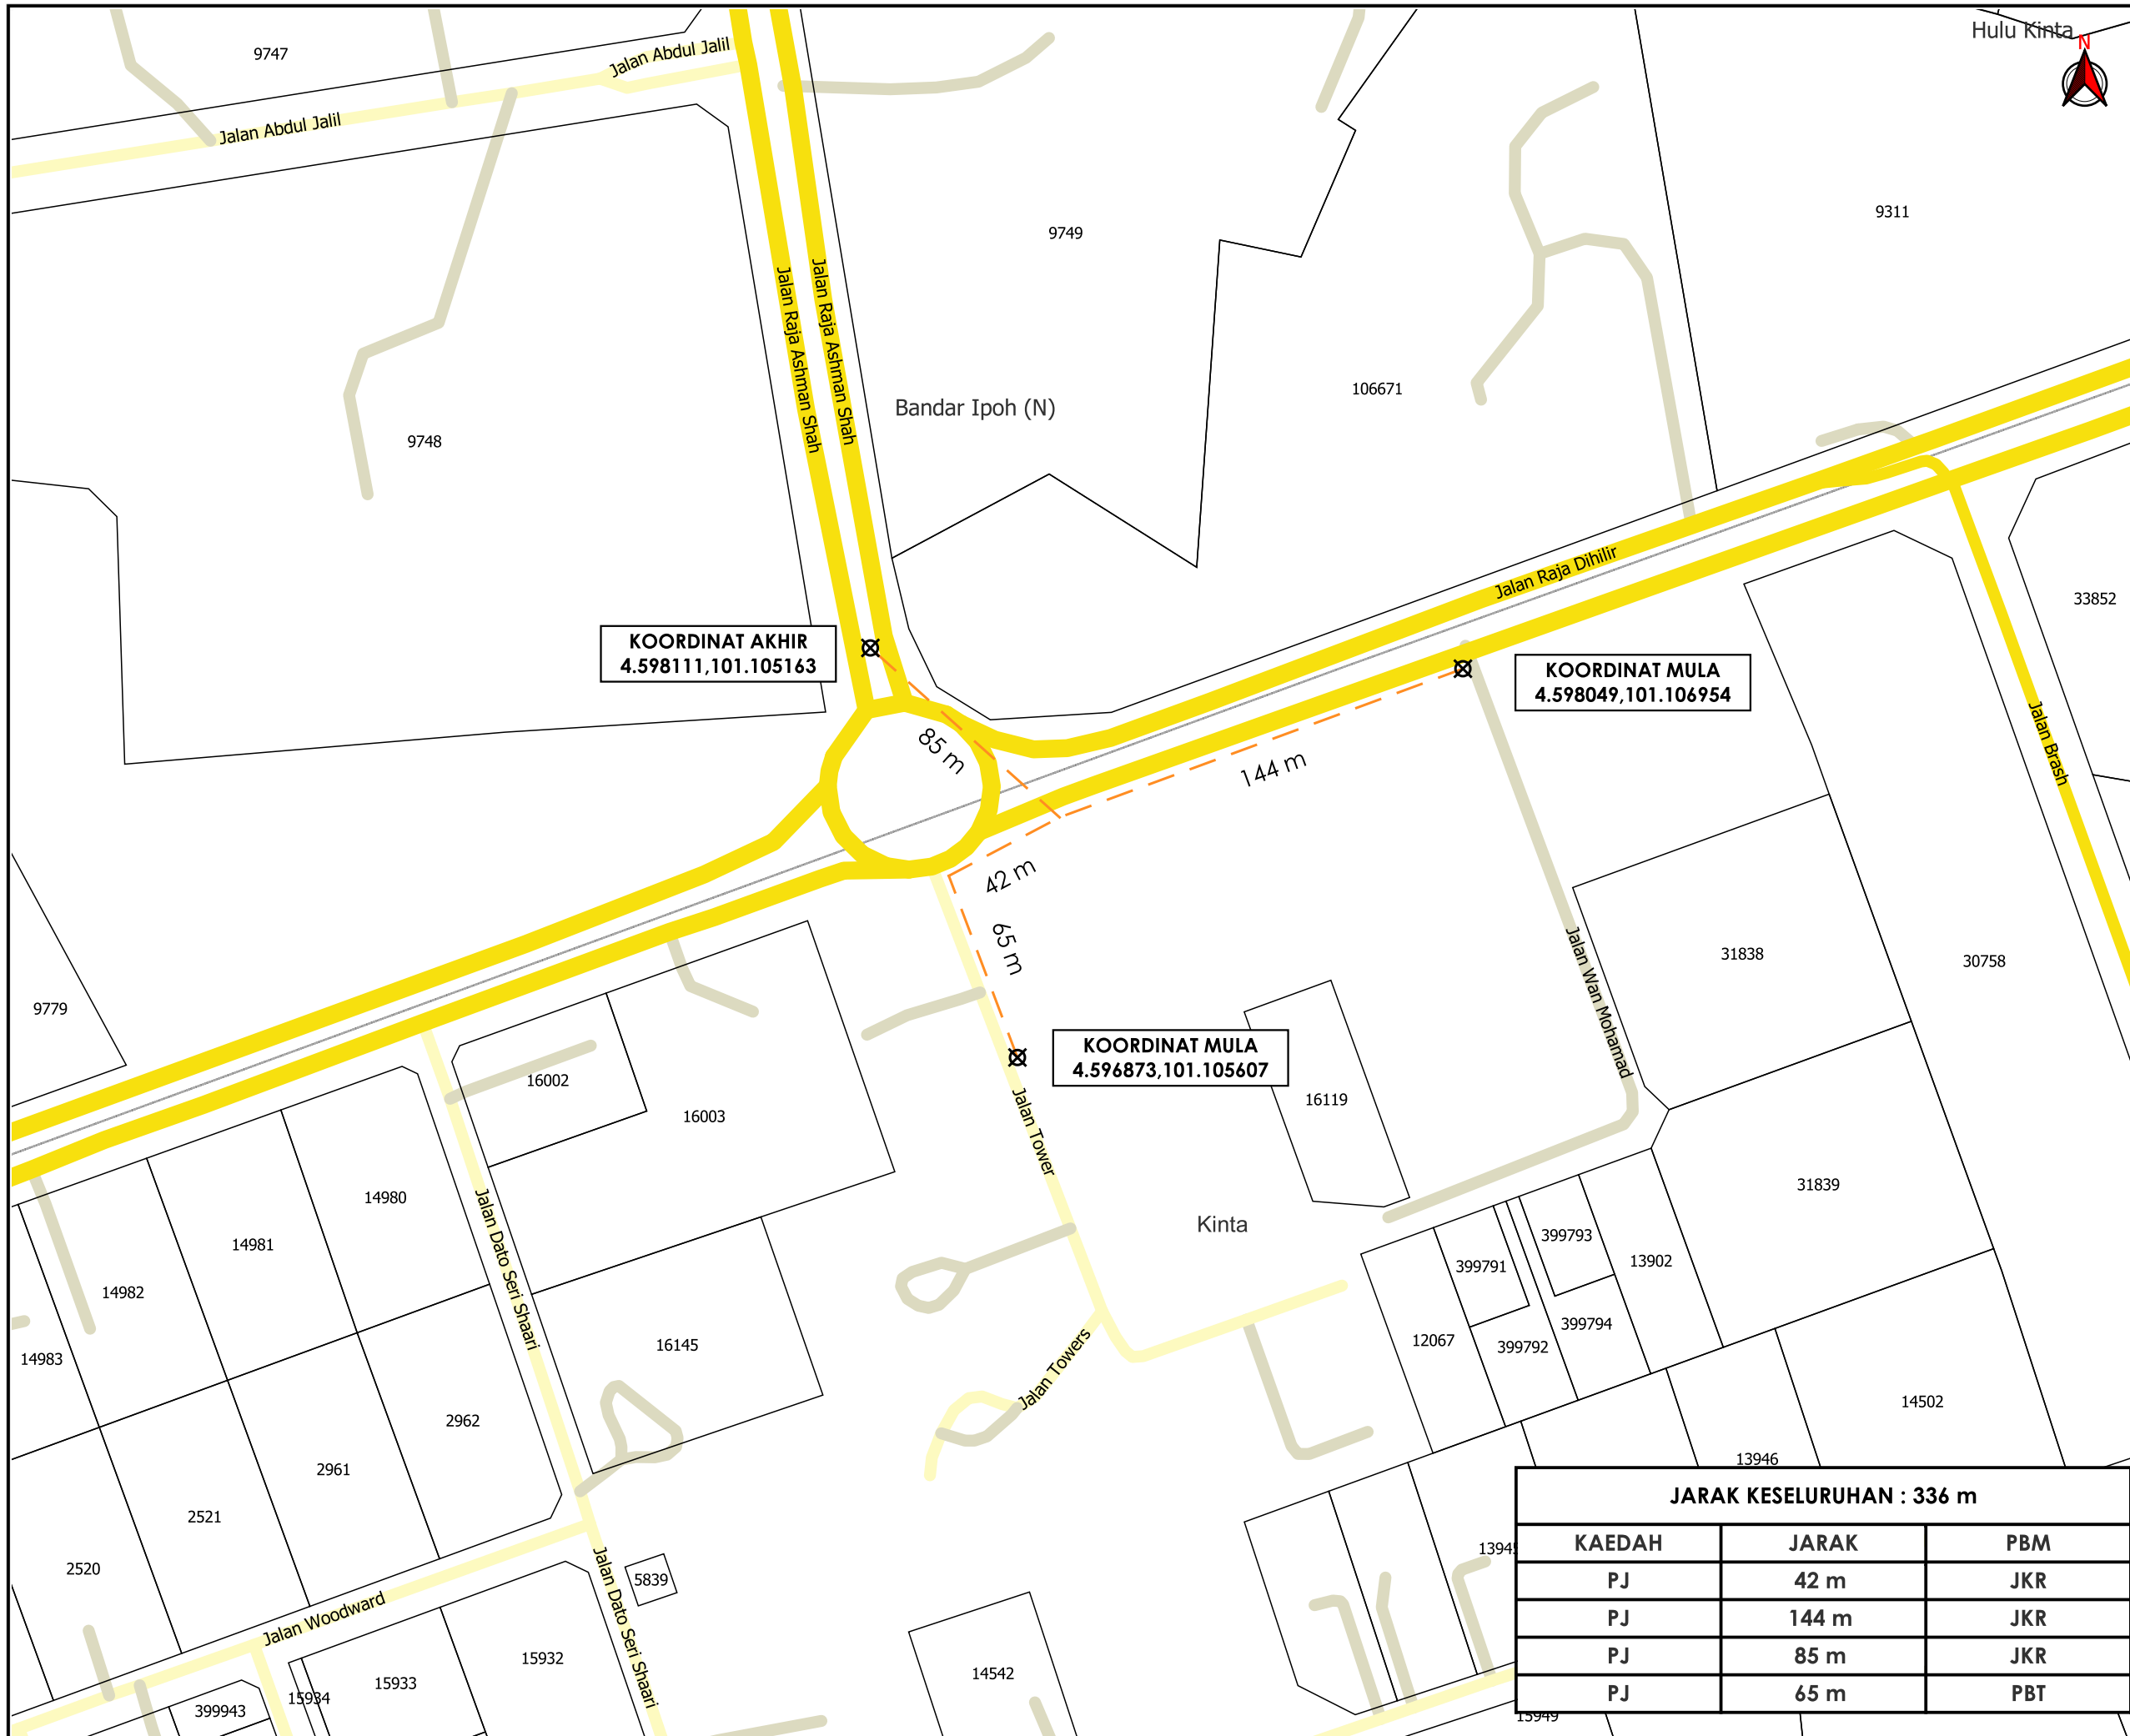 Hulu Kinta
N
9747
Jalan Abdul Jalil
Jalan Abdul Jalil
9311
9749
Jalan Raja Ashman Shah
Jalan Raja Ashman Shah
106671
Bandar Ipoh (N)
9748
Jalan Raja Dihilir
33852
KOORDINAT AKHIR
4.598111,101.105163
KOORDINAT MULA
4.598049,101.106954
Jalan Brash
85 m
144 m
42 m
65 m
Jalan Wan Mohamad
31838
30758
9779
KOORDINAT MULA
4.596873,101.105607
16002
16003
16119
Jalan Tower
14980
31839
Kinta
14981
399793
13902
399791
14982
Jalan Dato Seri Shaari
399794
12067
399792
14983
16145
Jalan Towers
14502
2962
13946
2961
2521
JARAK KESELURUHAN : 336 m
KAEDAH JARAK PBM
PJ 42 m JKR
PJ 144 m JKR
PJ 85 m JKR
PJ 65 m PBT
2520
5839
Jalan Woodward
Jalan Dato Seri Shaari
15932
15933
14542
15934
399943
15949